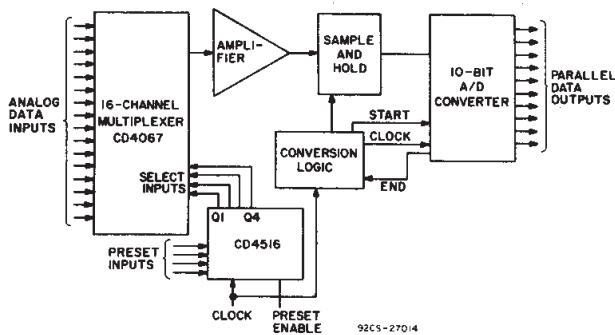 ANALOG
DATA
INPUTS
16-CHANNEL
MULTIPLEXER
CD4067
AMPLI-
FIER
SAMPLE
AND
HOLD
10-BIT
A/D
CONVERTER
PARALLEL
DATA
OUTPUTS
START
CLOCK
END
CONVERSION
LOGIC
SELECT
INPUTS
Q1 Q4
CD4516
PRESET
INPUTS
CLOCK
PRESET
ENABLE
92CS-27014